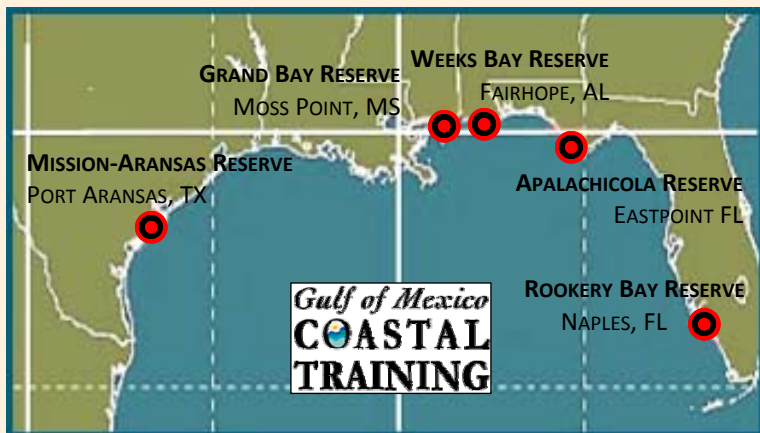 WEEKS BAY RESERVE
FAIRHOPE, AL
GRAND BAY RESERVE
MOSS POINT, MS
MISSION-ARANSAS RESERVE
PORT ARANSAS, TX
APALACHICOLA RESERVE
EASTPOINT FL
ROOKERY BAY RESERVE
NAPLES, FL
Gulf of Mexico
COASTAL
TRAINING